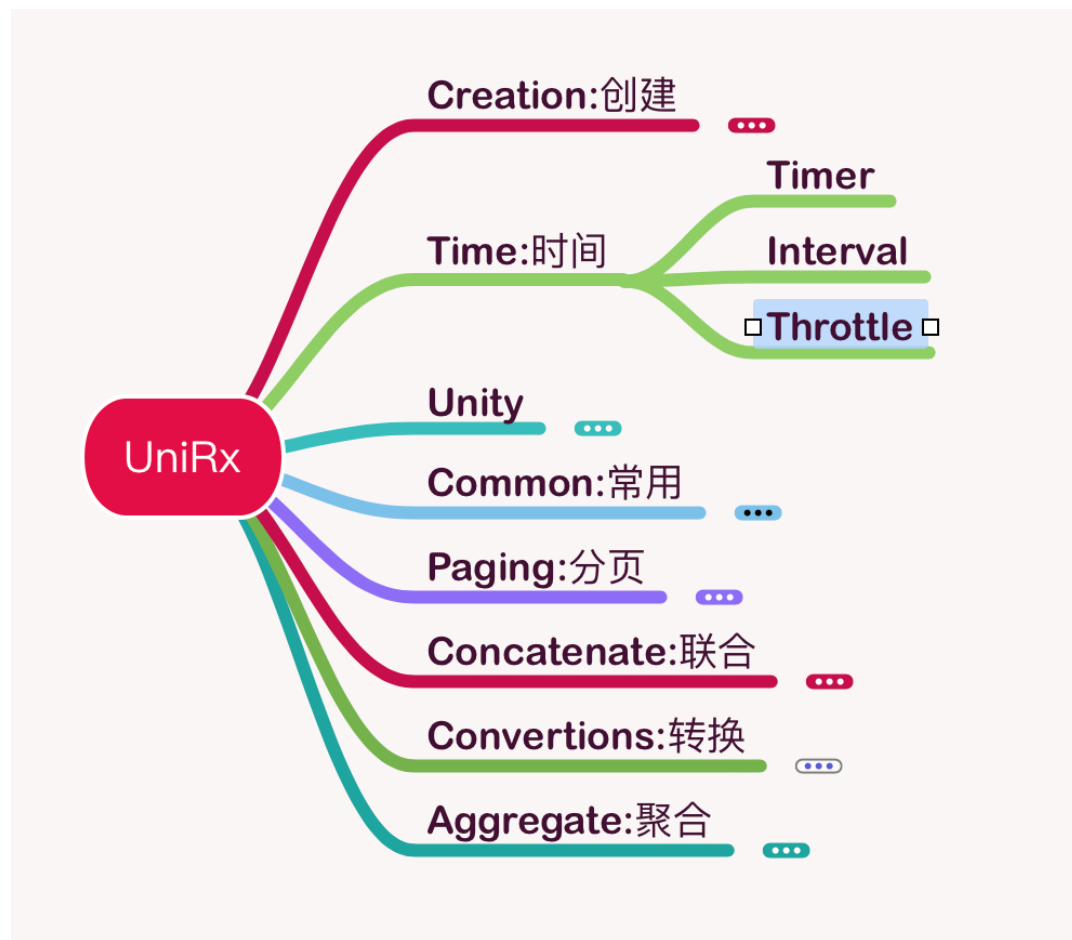 Creation:创建
Timer
Time:时间
Interval
Throttle
Unity
UniRx
Common:常用
Paging:分页
Concatenate:联合
Convertions:转换
Aggregate:聚合